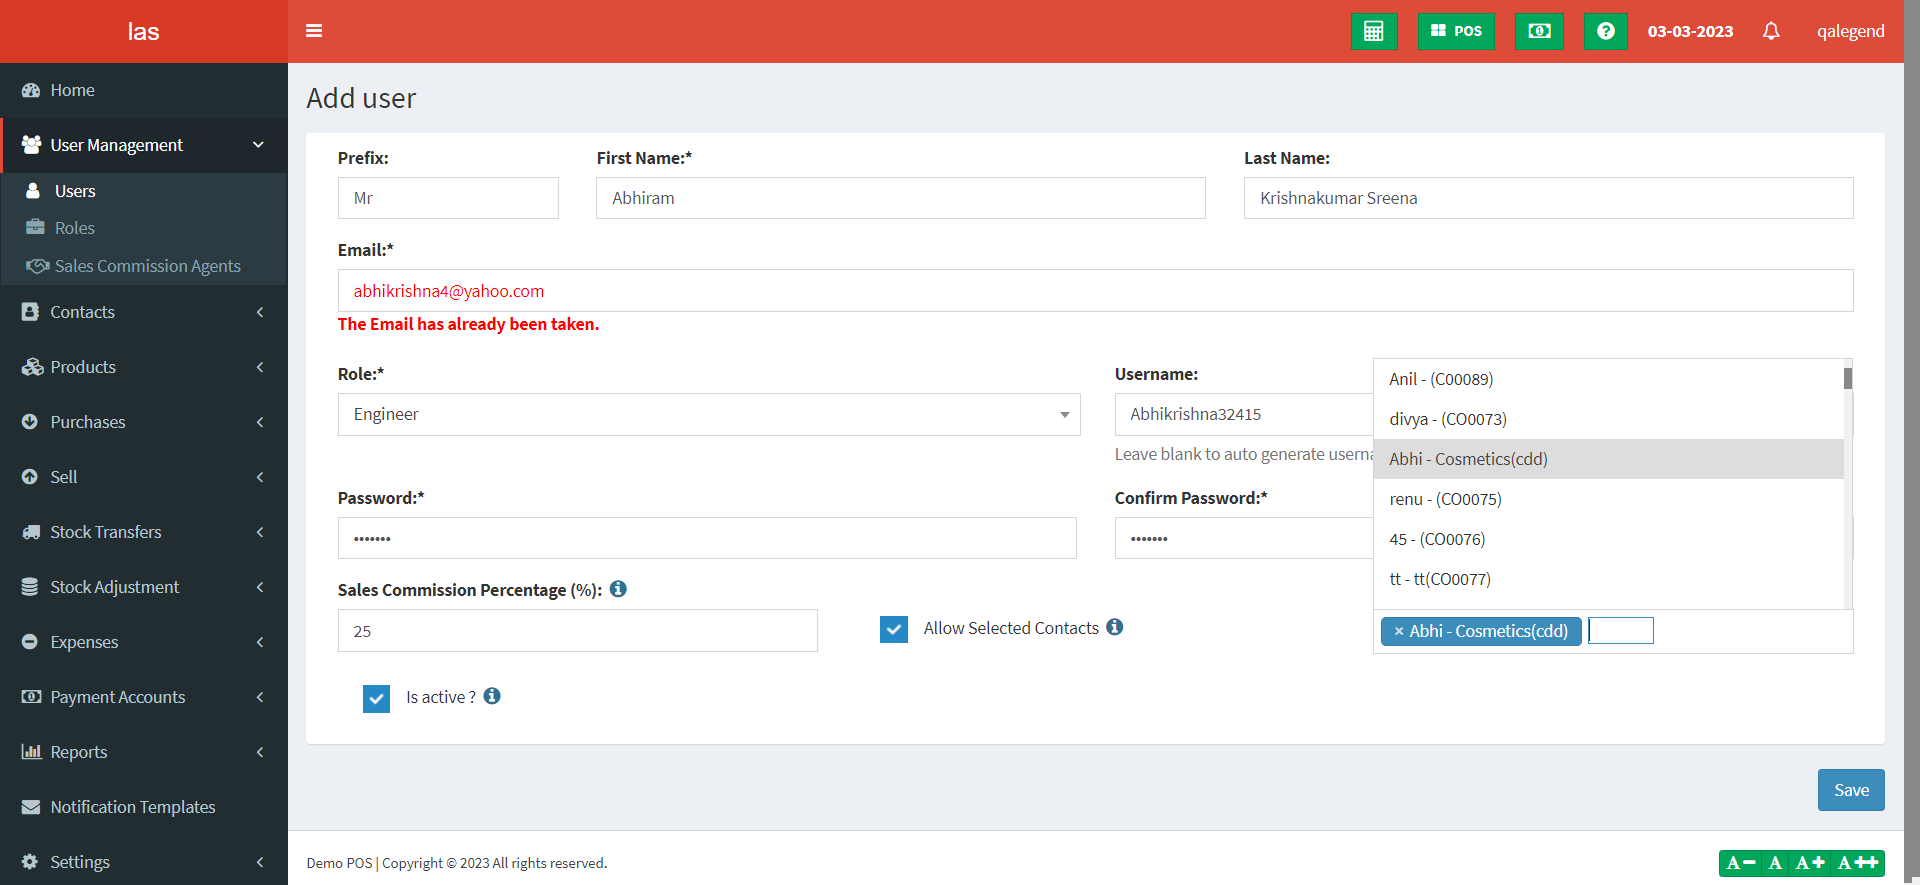 las
POS
03-03-2023
qalegend
Home
User Management
Users
Roles
Sales Commission Agents
Contacts
Products
Purchases
Sell
Stock Transfers
Stock Adjustment
Expenses
Payment Accounts
Reports
Notification Templates
Settings
Add user
Prefix:
First Name:*
Last Name:
Mr
Abhiram
Krishnakumar Sreena
Email:*
abhikrishna4@yahoo.com
The Email has already been taken.
Role:*
Username:
Engineer
Abhikrishna32415
Leave blank to auto generate userna
Password:*
Confirm Password:*
•••••••
•••••••
Anil - (C00089)
divya - (CO0073)
Abhi - Cosmetics(cdd)
renu - (CO0075)
45 - (CO0076)
tt - tt(CO0077)
Sales Commission Percentage (%):
25
Allow Selected Contacts
× Abhi - Cosmetics(cdd)
Is active ?
Save
Demo POS | Copyright © 2023 All rights reserved.
A- A A+ A++